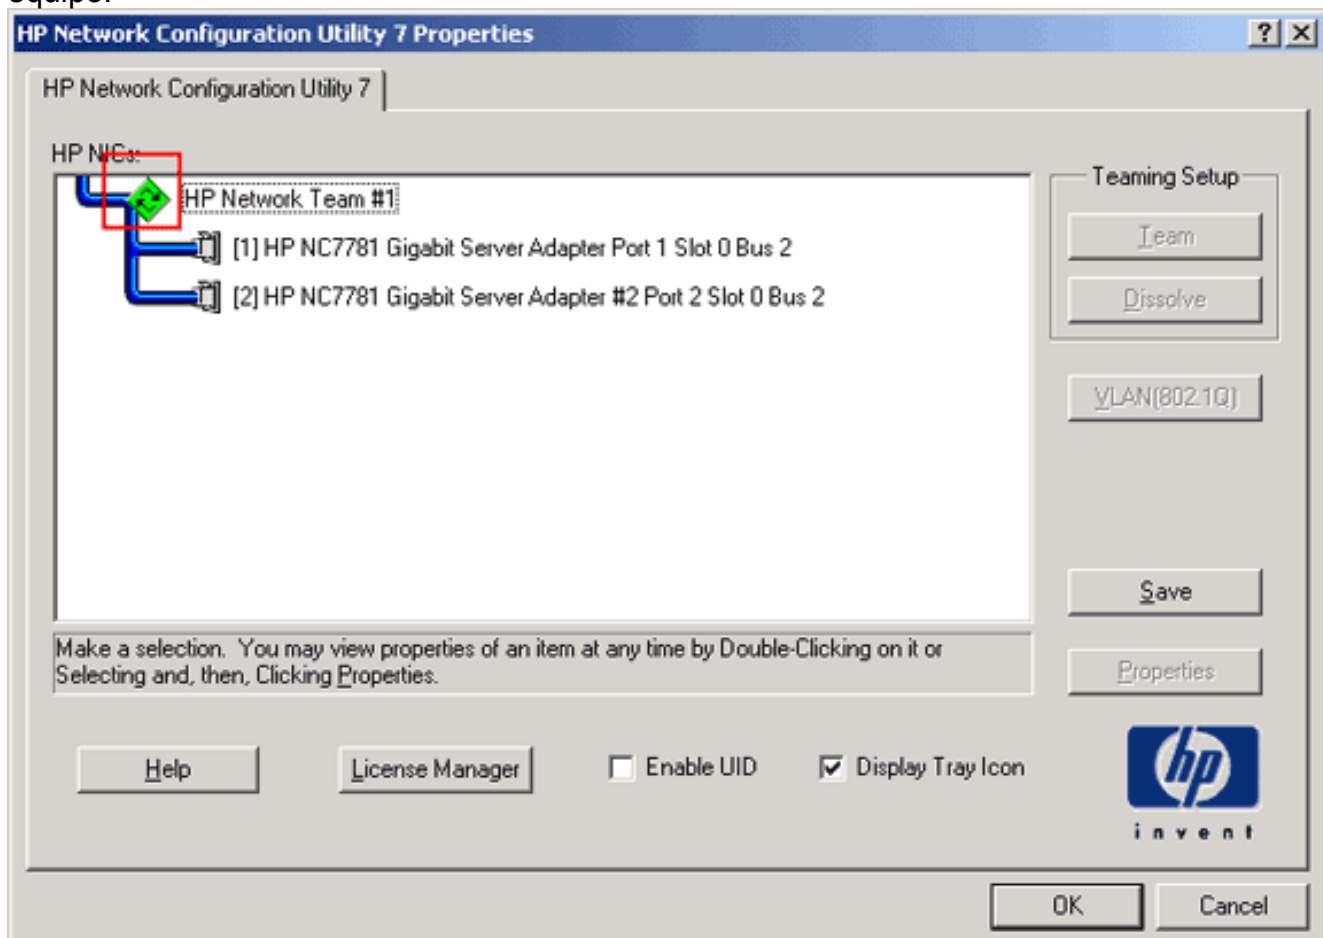 equipo.
HP Network Configuration Utility 7 Properties
HP Network Configuration Utility 7
HP NICs:
HP Network Team #1
[1] HP NC7781 Gigabit Server Adapter Port 1 Slot 0 Bus 2
[2] HP NC7781 Gigabit Server Adapter #2 Port 2 Slot 0 Bus 2
Teaming Setup
Team
Dissolve
VLAN(802.1Q)
Save
Make a selection. You may view properties of an item at any time by Double-Clicking on it or
Selecting and, then, Clicking Properties.
Properties
Help
License Manager
Enable UID
Display Tray Icon
hp
invent
OK
Cancel